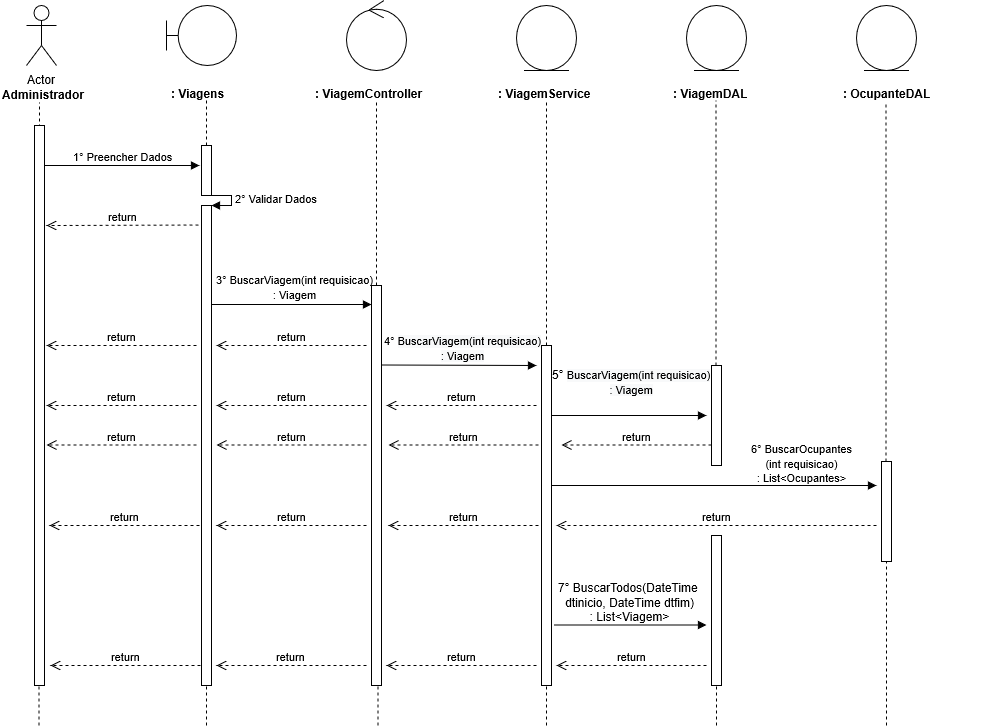 Actor
Administrador
: Viagens
: ViagemController
: ViagemService
: ViagemDAL
: OcupanteDAL
1° Preencher Dados
2° Validar Dados
return
3° BuscarViagem(int requisicao)
: Viagem
return
return
4° BuscarViagem(int requisicao)
: Viagem
5° BuscarViagem(int requisicao)
: Viagem
return
return
return
return
return
return
return
6° BuscarOcupantes
(int requisicao)
: List<Ocupantes>
return
return
return
return
7° BuscarTodos(DateTime
dtinicio, DateTime dtfim)
: List<Viagem>
return
return
return
return